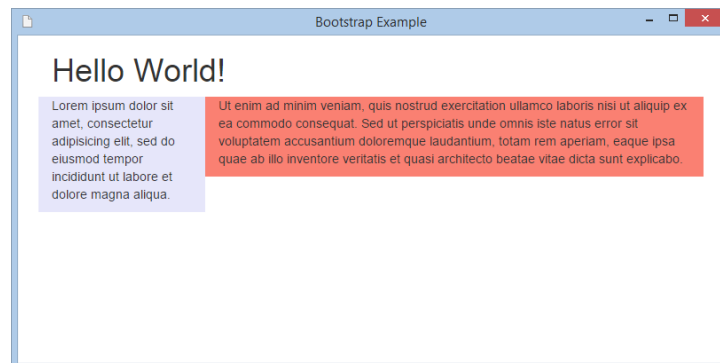 Bootstrap Example
Hello World!
Lorem ipsum dolor sit
amet, consectetur
adipisicing elit, sed do
eiusmod tempor
incididunt ut labore et
dolore magna aliqua.
Ut enim ad minim veniam, quis nostrud exercitation ullamco laboris nisi ut aliquip ex
ea commodo consequat. Sed ut perspiciatis unde omnis iste natus error sit
voluptatem accusantium doloremque laudantium, totam rem aperiam, eaque ipsa
quae ab illo inventore veritatis et quasi architecto beatae vitae dicta sunt explicabo.